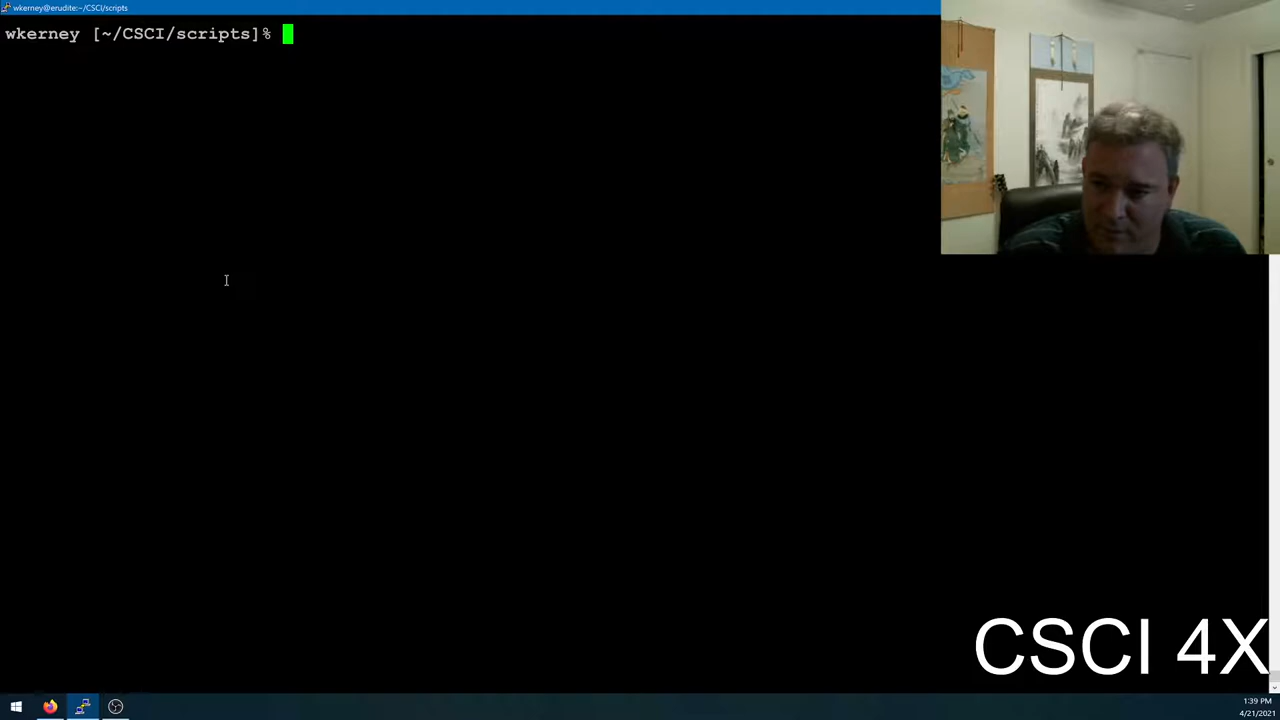 wkerney@erudite:~/CSCI/scripts
wkerney [~/CSCI/scripts]%
CSCI 4X
1:39 PM
4/21/2021